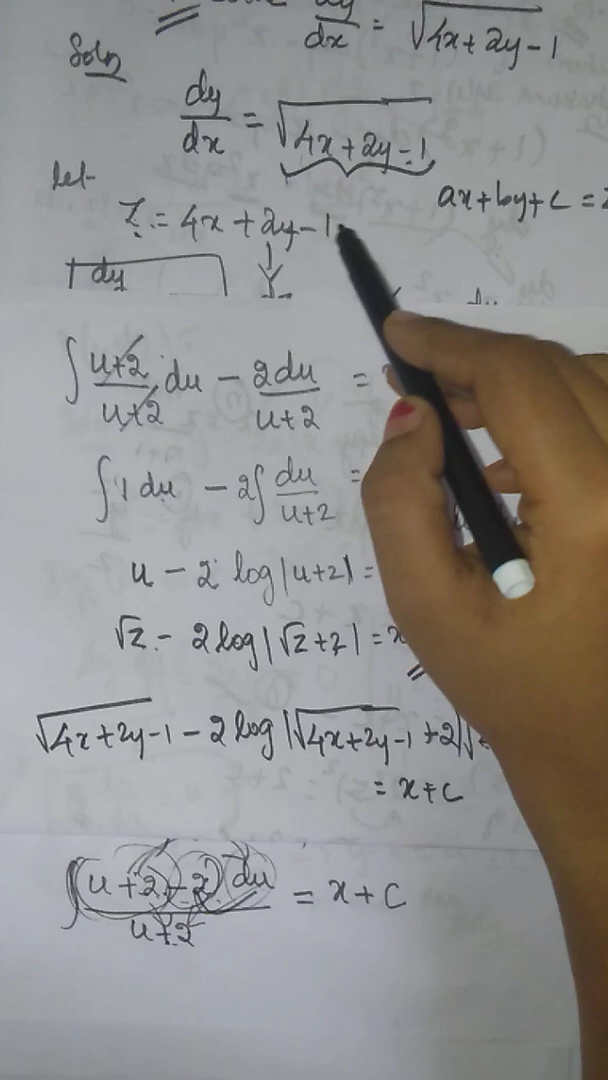 dy/dx = √(4x+2y-1
Soln
dy/dx = √(4x+2y-1
let
ax+by+c =
Z = 4x+2y-1
dy
∫ (u+2)/(u+2) du - 2du/(u+2) =
∫ 1 du - 2∫ du/(u+2) =
u - 2 log|u+2| =
√z - 2 log|√z+2| = x
√(4x+2y-1 - 2 log|√(4x+2y-1 +2|
= x+c
∫ (u+2-2) du/(u+2) = x+c